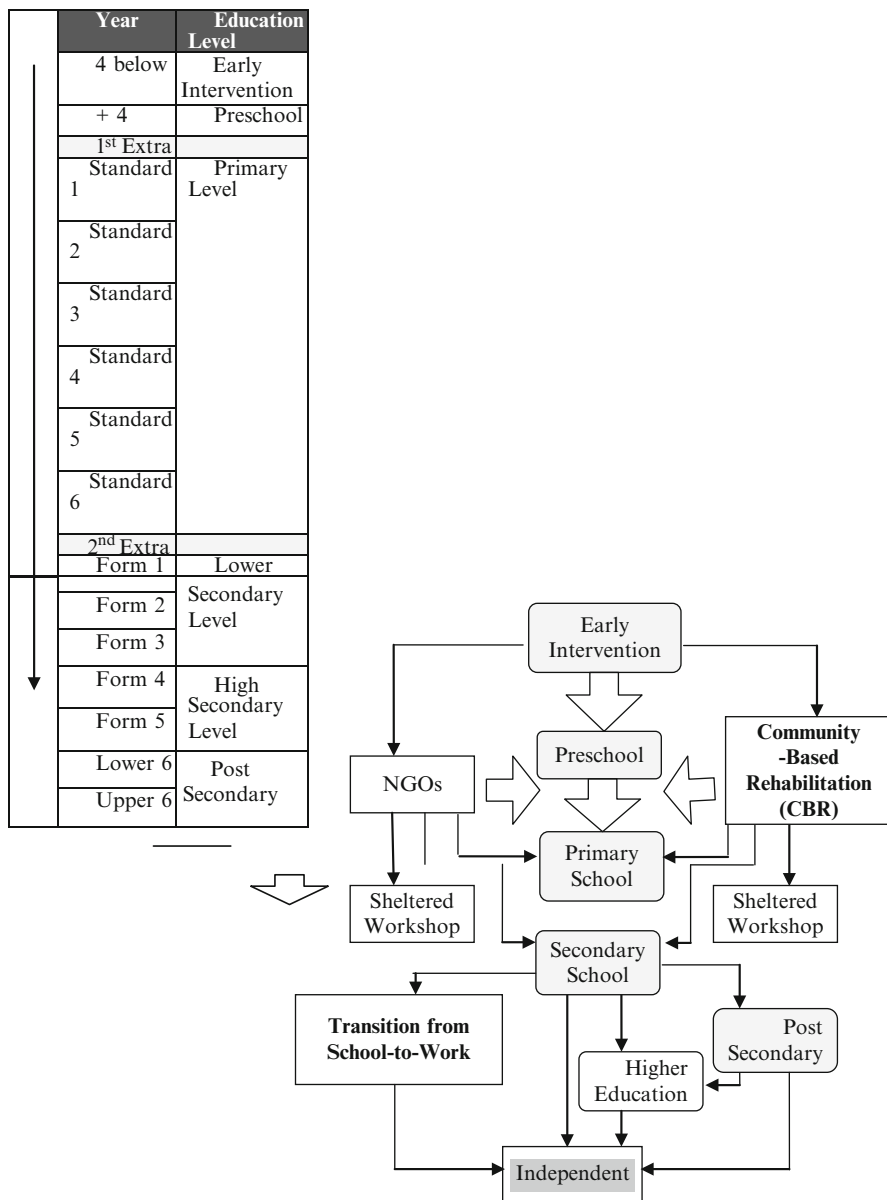 Year Education
Level
4 below Early
Intervention
+ 4 Preschool
1st Extra
Standard Primary
1 Level
Standard
2
Standard
3
Standard
4
Standard
5
Standard
6
2nd Extra
Form 1 Lower
Secondary
Form 2 Level
Form 3
Form 4 High
Secondary
Form 5 Level
Lower 6 Post
Secondary
Upper 6
Early
Intervention
Preschool
NGOs
Community
-Based
Rehabilitation
(CBR)
Primary
School
Sheltered
Workshop
Sheltered
Workshop
Secondary
School
Transition from
School-to-Work
Post
Secondary
Higher
Education
Independent